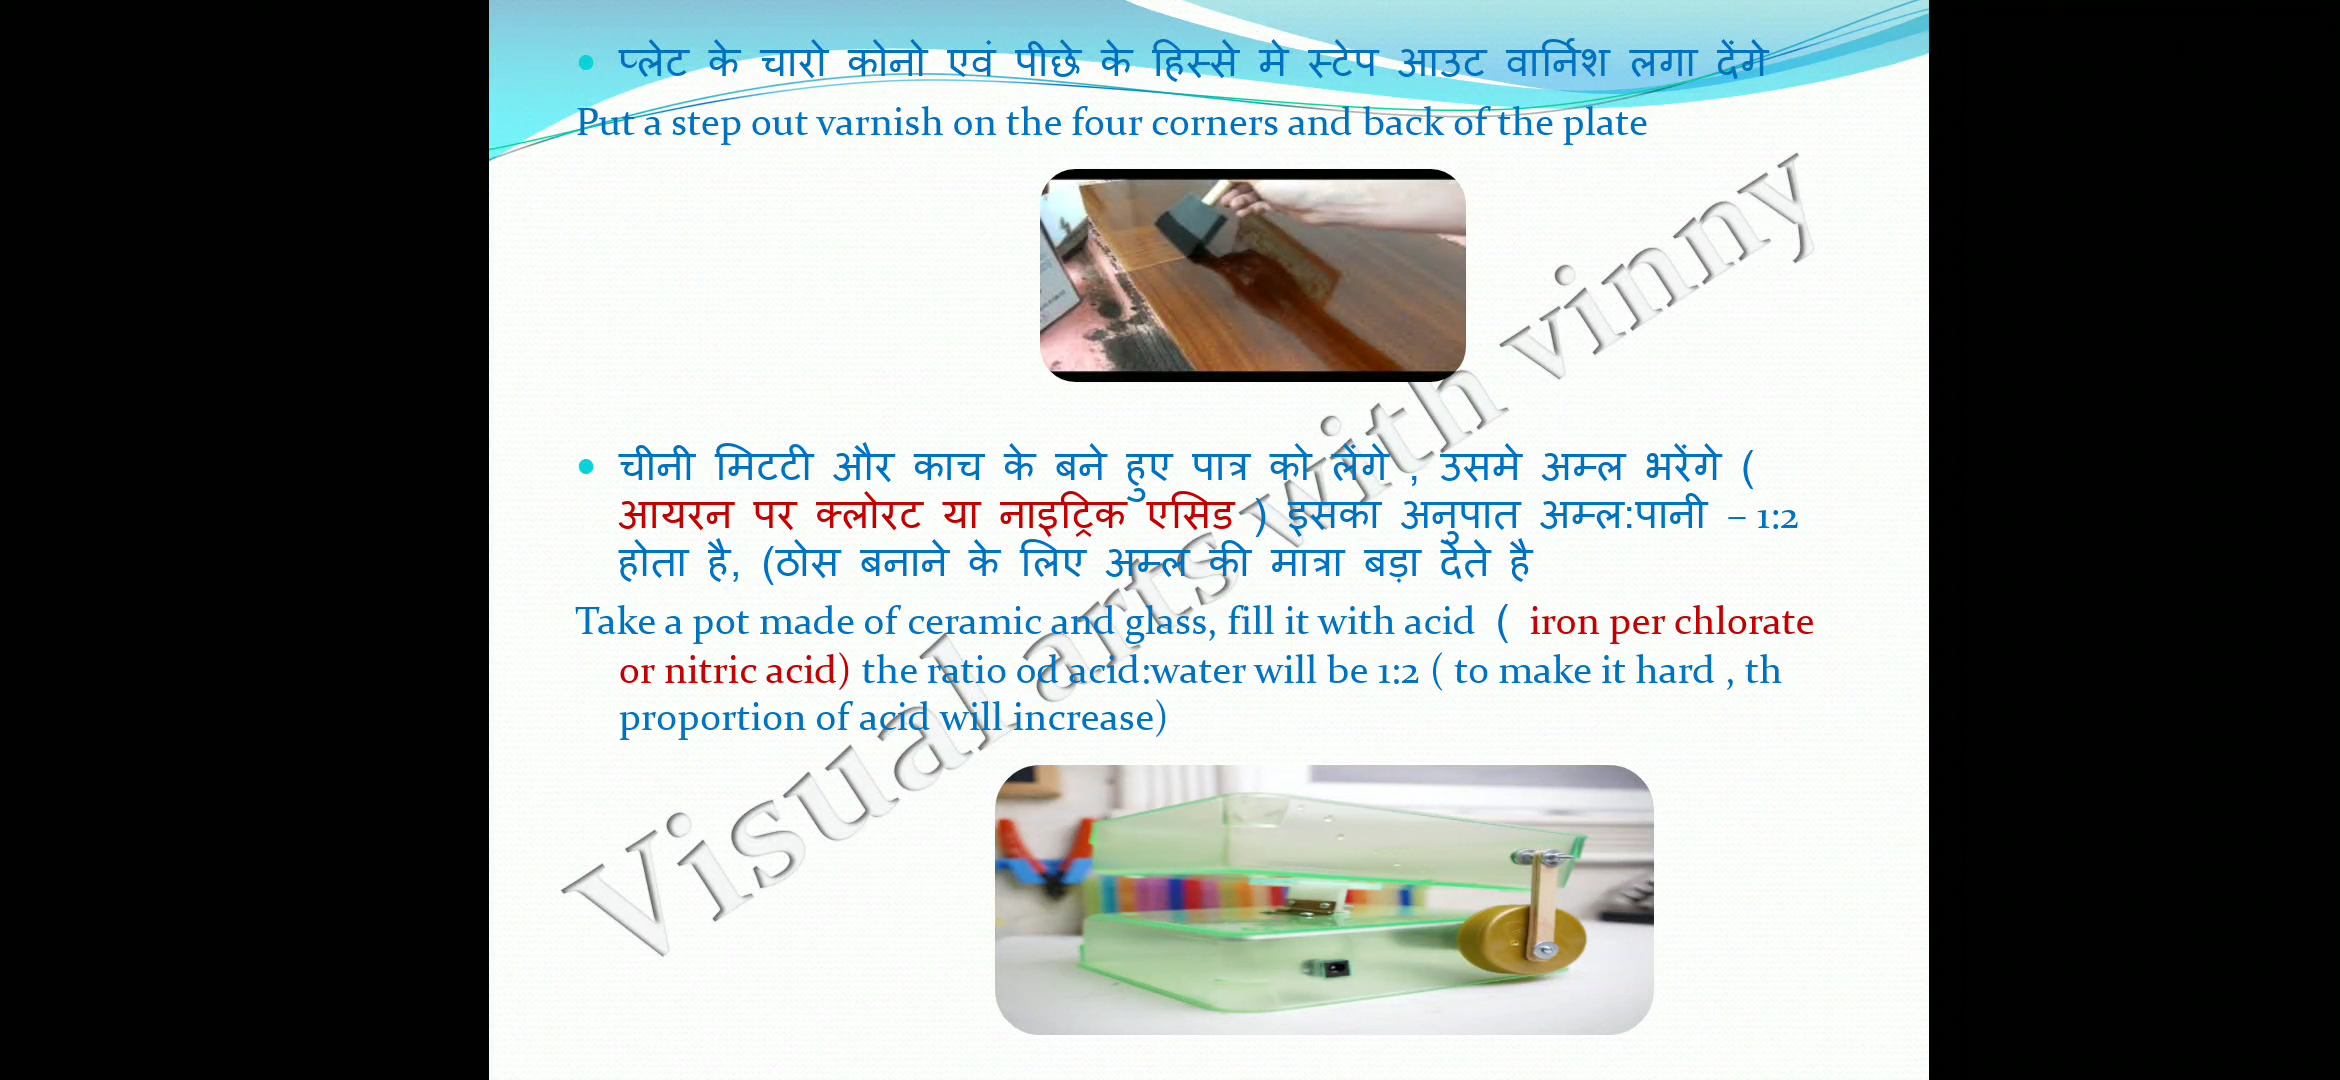 प्लेट के चारो कोनो एवं पीछे के हिस्से मे स्टेप आउट वार्निश लगा देंगे
Put a step out varnish on the four corners and back of the plate
चीनी मिटटी और काच के बने हुए पात्र को लेंगे , उसमे अम्ल भरेंगे (
आयरन पर क्लोरट या नाइट्रिक एसिड ) इसका अनुपात अम्ल:पानी – 1:2
होता है, (ठोस बनाने के लिए अम्ल की मात्रा बड़ा देते है
Take a pot made of ceramic and glass, fill it with acid ( iron per chlorate
or nitric acid) the ratio od acid:water will be 1:2 ( to make it hard , th
proportion of acid will increase)
Visual arts with vinny